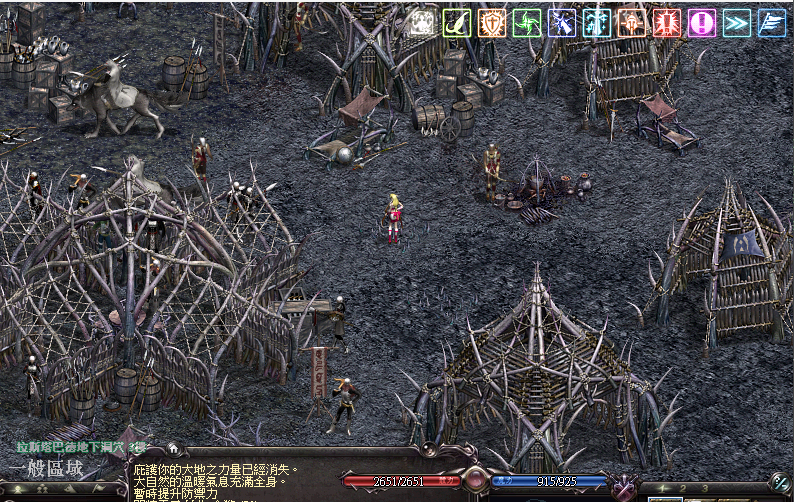 拉斯塔巴德地下洞穴 3樓
一般區域
庇護你的大地之力量已經消失。
大自然的溫暖氣息充滿全身。
暫時提升防禦力
2651/2651
915/925
2 3